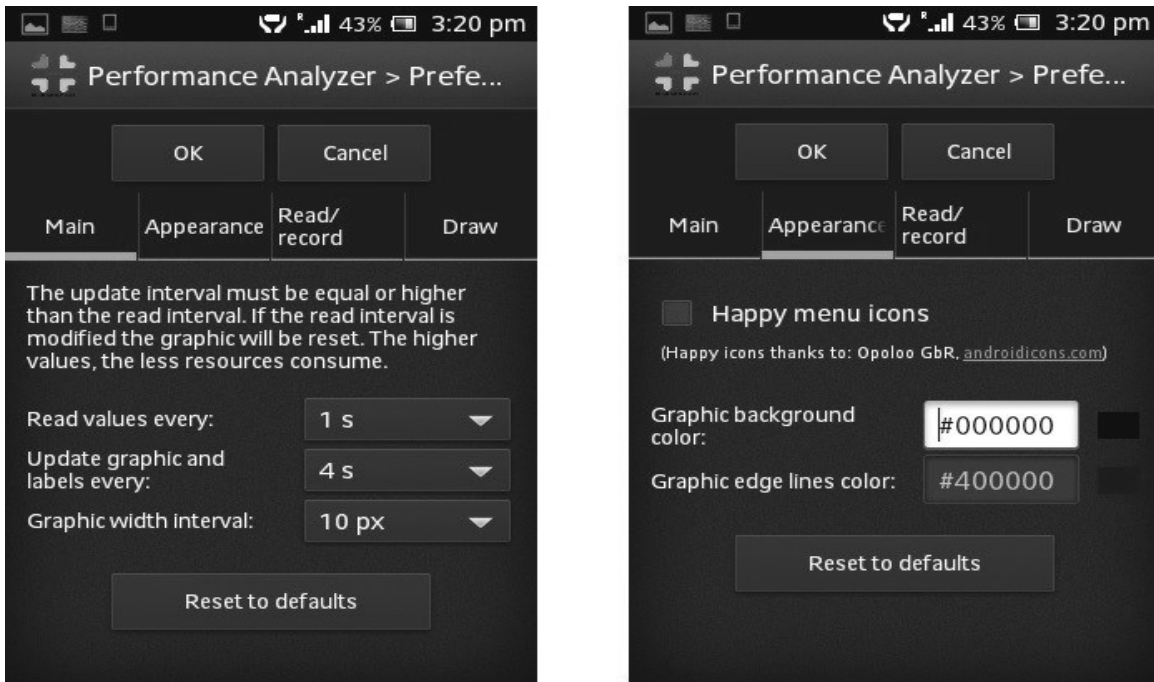 R 43% 3:20 pm
Performance Analyzer > Prefe...
OK Cancel
Main Appearance Read/
record Draw
The update interval must be equal or higher
than the read interval. If the read interval is
modified the graphic will be reset. The higher
values, the less resources consume.
Read values every: 1 s
Update graphic and
labels every: 4 s
Graphic width interval: 10 px
Reset to defaults
R 43% 3:20 pm
Performance Analyzer > Prefe...
OK Cancel
Main Appearance Read/
record Draw
Happy menu icons
(Happy icons thanks to: Opoloo GbR, androidicons.com)
Graphic background
color: #000000
Graphic edge lines color: #400000
Reset to defaults